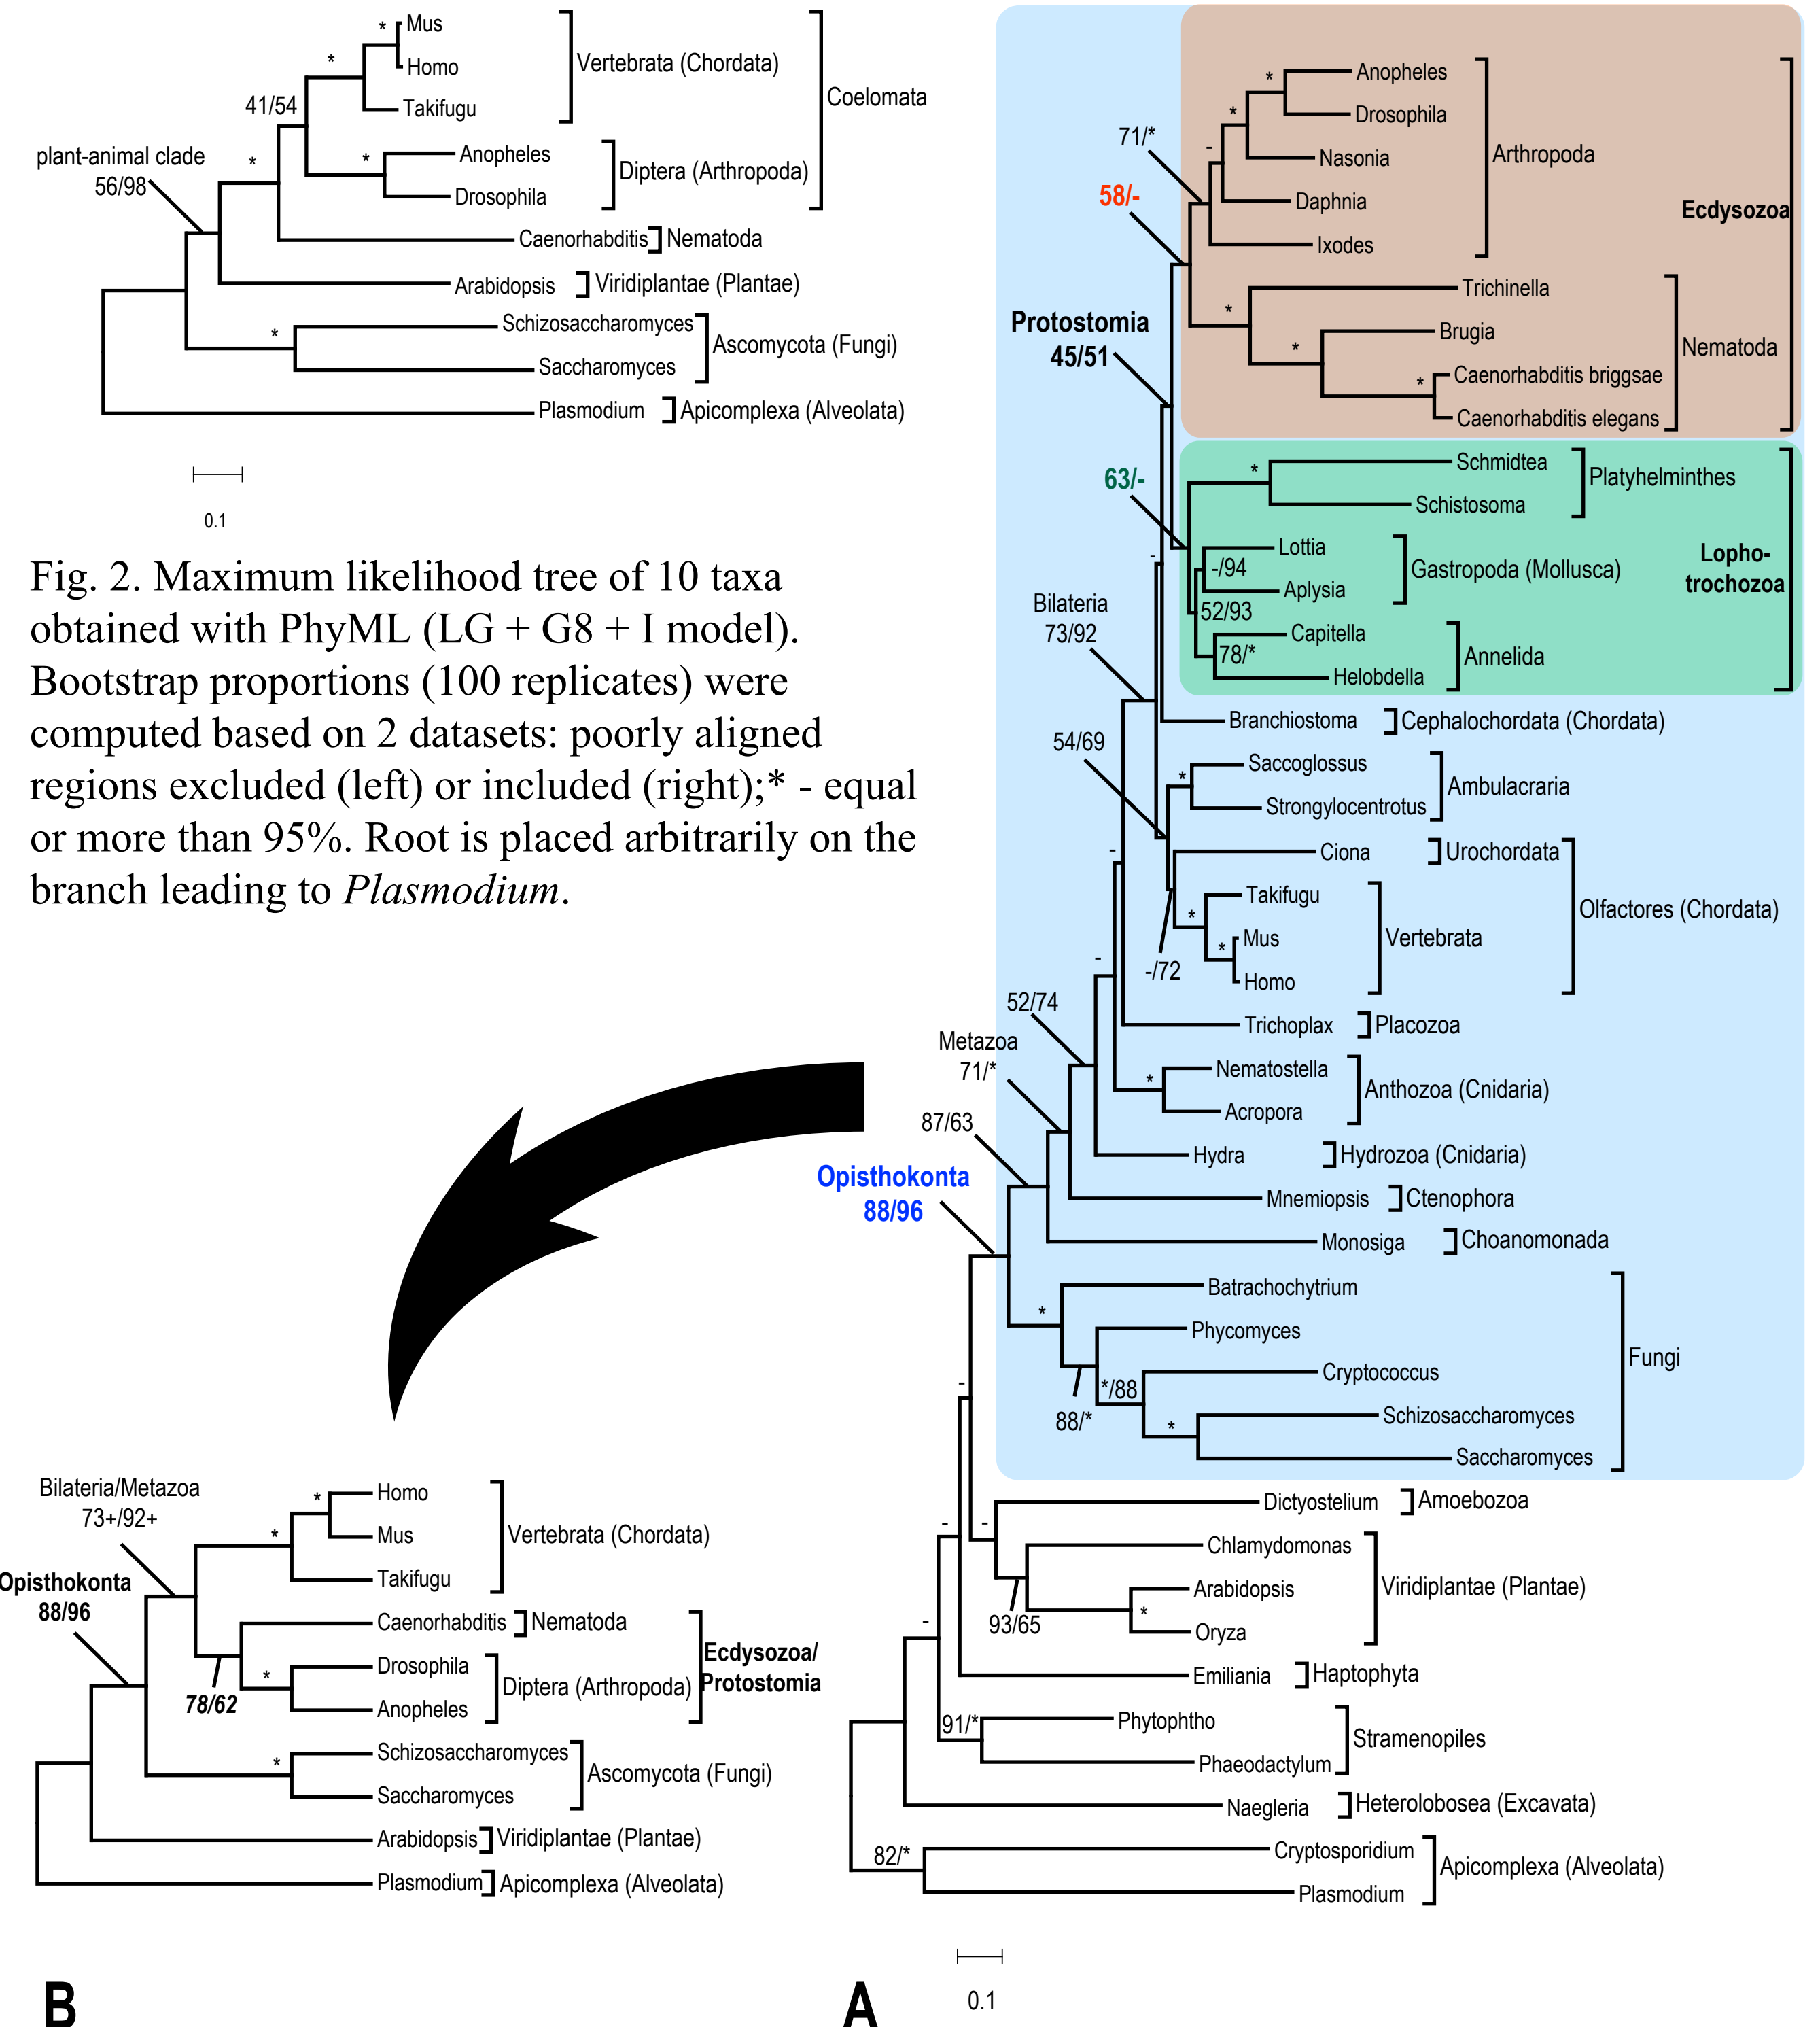 *
Mus
*
Homo
Vertebrata (Chordata)
Takifugu
Coelomata
41/54
plant-animal clade
56/98
*
*
Anopheles
Drosophila
Diptera (Arthropoda)
Caenorhabditis
Nematoda
Arabidopsis
Viridiplantae (Plantae)
*
Schizosaccharomyces
Saccharomyces
Ascomycota (Fungi)
Plasmodium
Apicomplexa (Alveolata)
0.1
Fig. 2. Maximum likelihood tree of 10 taxa
obtained with PhyML (LG + G8 + I model).
Bootstrap proportions (100 replicates) were
computed based on 2 datasets: poorly aligned
regions excluded (left) or included (right);* - equal
or more than 95%. Root is placed arbitrarily on the
branch leading to Plasmodium.
*
Anopheles
*
Drosophila
71/*
-
Nasonia
Arthropoda
58/-
Daphnia
Ixodes
Ecdysozoa
Protostomia
45/51
*
Trichinella
*
Brugia
Nematoda
*
Caenorhabditis briggsae
Caenorhabditis elegans
63/-
*
Schmidtea
Schistosoma
Platyhelminthes
-
Lottia
-/94
Aplysia
Gastropoda (Mollusca)
Lopho-
trochozoa
52/93
Capitella
78/*
Helobdella
Annelida
Bilateria
73/92
Branchiostoma
Cephalochordata (Chordata)
54/69
*
Saccoglossus
Strongylocentrotus
Ambulacraria
-
Ciona
Urochordata
-/72
*
Takifugu
*
Mus
Homo
Vertebrata
Olfactores (Chordata)
-
Trichoplax
Placozoa
52/74
*
Nematostella
Acropora
Anthozoa (Cnidaria)
Metazoa
71/*
Hydra
Hydrozoa (Cnidaria)
87/63
Mnemiopsis
Ctenophora
Opisthokonta
88/96
Monosiga
Choanomonada
*
Batrachochytrium
Phycomyces
88/*
*/88
Cryptococcus
*
Schizosaccharomyces
Saccharomyces
Fungi
-
-
-
Dictyostelium
Amoebozoa
Chlamydomonas
93/65
Arabidopsis
*
Oryza
Viridiplantae (Plantae)
-
Emiliania
Haptophyta
91/*
Phytophtho
Phaeodactylum
Stramenopiles
Naegleria
Heterolobosea (Excavata)
82/*
Cryptosporidium
Plasmodium
Apicomplexa (Alveolata)
0.1
A
Bilateria/Metazoa
73+/92+
*
Homo
*
Mus
Takifugu
Vertebrata (Chordata)
Opisthokonta
88/96
Caenorhabditis
Nematoda
78/62
*
Drosophila
Anopheles
Diptera (Arthropoda)
Ecdysozoa/
Protostomia
*
Schizosaccharomyces
Saccharomyces
Ascomycota (Fungi)
Arabidopsis
Viridiplantae (Plantae)
Plasmodium
Apicomplexa (Alveolata)
B